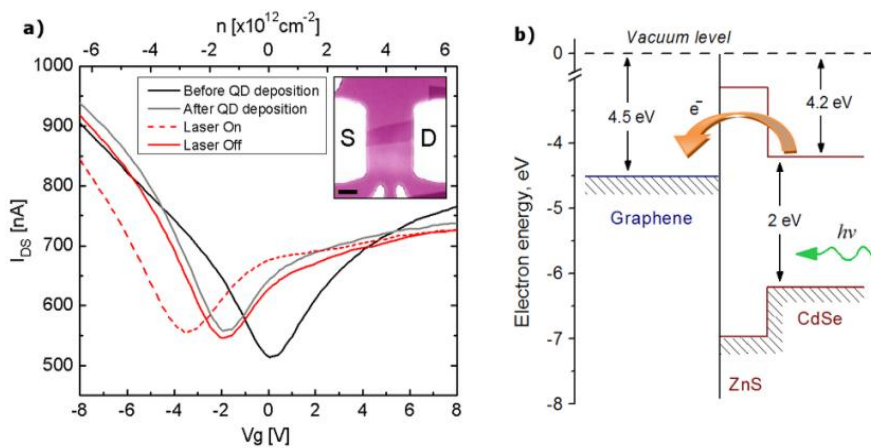 a)
n [x10¹²cm⁻²]
-6 -4 -2 0 2 4 6
1000
900
800
700
600
500
I_DS [nA]
Before QD deposition
After QD deposition
Laser On
Laser Off
S D
-8 -6 -4 -2 0 2 4 6 8
Vg [V]
b)
Vacuum level
0
-4
-5
-6
-7
-8
Electron energy, eV
4.5 eV
e⁻
4.2 eV
Graphene
2 eV
hν
CdSe
ZnS